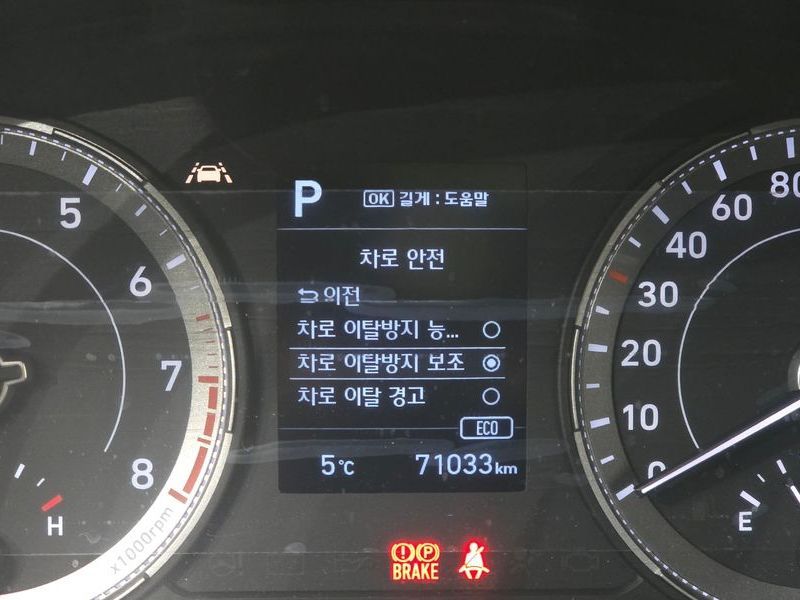 P OK 길게 : 도움말
차로 안전
이전
차로 이탈방지 능...
차로 이탈방지 보조
차로 이탈 경고
ECO
5℃ 71033km
5
6
7
8
H
x1000rpm
80
60
40
30
20
10
0
E
P
BRAKE